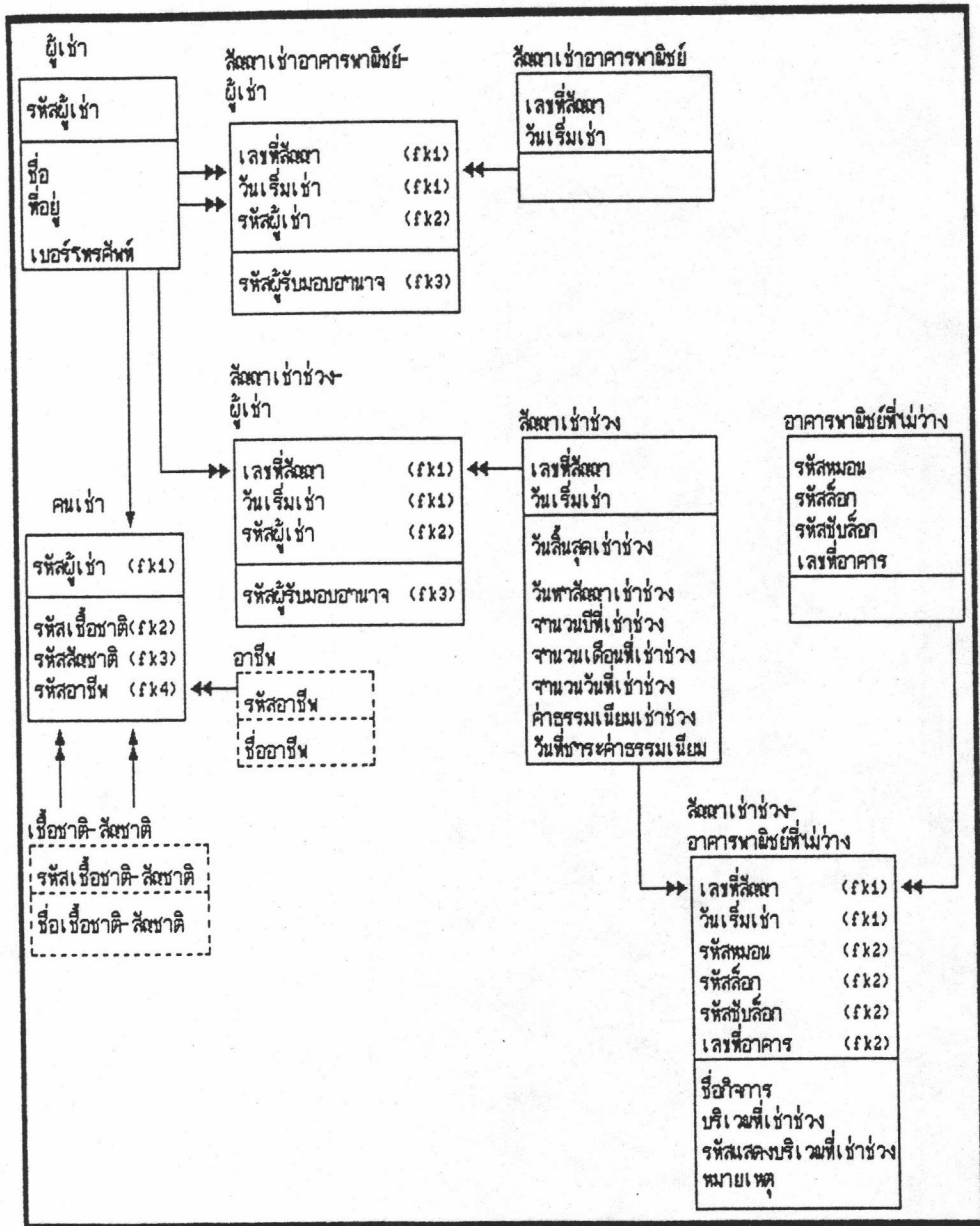 ผู้เช่า
รหัสผู้เช่า
ชื่อ
ที่อยู่
เบอร์โทรศัพท์
สัญญาเช่าอาคารพาณิชย์-
ผู้เช่า
เลขที่สัญญา (fk1)
วันเริ่มเช่า (fk1)
รหัสผู้เช่า (fk2)
รหัสผู้รับมอบอำนาจ (fk3)
สัญญาเช่าอาคารพาณิชย์
เลขที่สัญญา
วันเริ่มเช่า
สัญญาเช่าช่วง-
ผู้เช่า
เลขที่สัญญา (fk1)
วันเริ่มเช่า (fk1)
รหัสผู้เช่า (fk2)
รหัสผู้รับมอบอำนาจ (fk3)
สัญญาเช่าช่วง
เลขที่สัญญา
วันเริ่มเช่า
วันสิ้นสุดเช่าช่วง
วันทำสัญญาเช่าช่วง
จำนวนปีที่เช่าช่วง
จำนวนเดือนที่เช่าช่วง
จำนวนวันที่เช่าช่วง
ค่าธรรมเนียมเช่าช่วง
วันที่ชำระค่าธรรมเนียม
อาคารพาณิชย์ที่ไม่ว่าง
รหัสหมอน
รหัสล็อก
รหัสซับล็อก
เลขที่อาคาร
คนเช่า
รหัสผู้เช่า (fk1)
รหัสเชื้อชาติ(fk2)
รหัสสัญชาติ (fk3)
รหัสอาชีพ (fk4)
อาชีพ
รหัสอาชีพ
ชื่ออาชีพ
เชื้อชาติ-สัญชาติ
รหัสเชื้อชาติ-สัญชาติ
ชื่อเชื้อชาติ-สัญชาติ
สัญญาเช่าช่วง-
อาคารพาณิชย์ที่ไม่ว่าง
เลขที่สัญญา (fk1)
วันเริ่มเช่า (fk1)
รหัสหมอน (fk2)
รหัสล็อก (fk2)
รหัสซับล็อก (fk2)
เลขที่อาคาร (fk2)
ชื่อกิจการ
บริเวณที่เช่าช่วง
รหัสแสดงบริเวณที่เช่าช่วง
หมายเหตุ